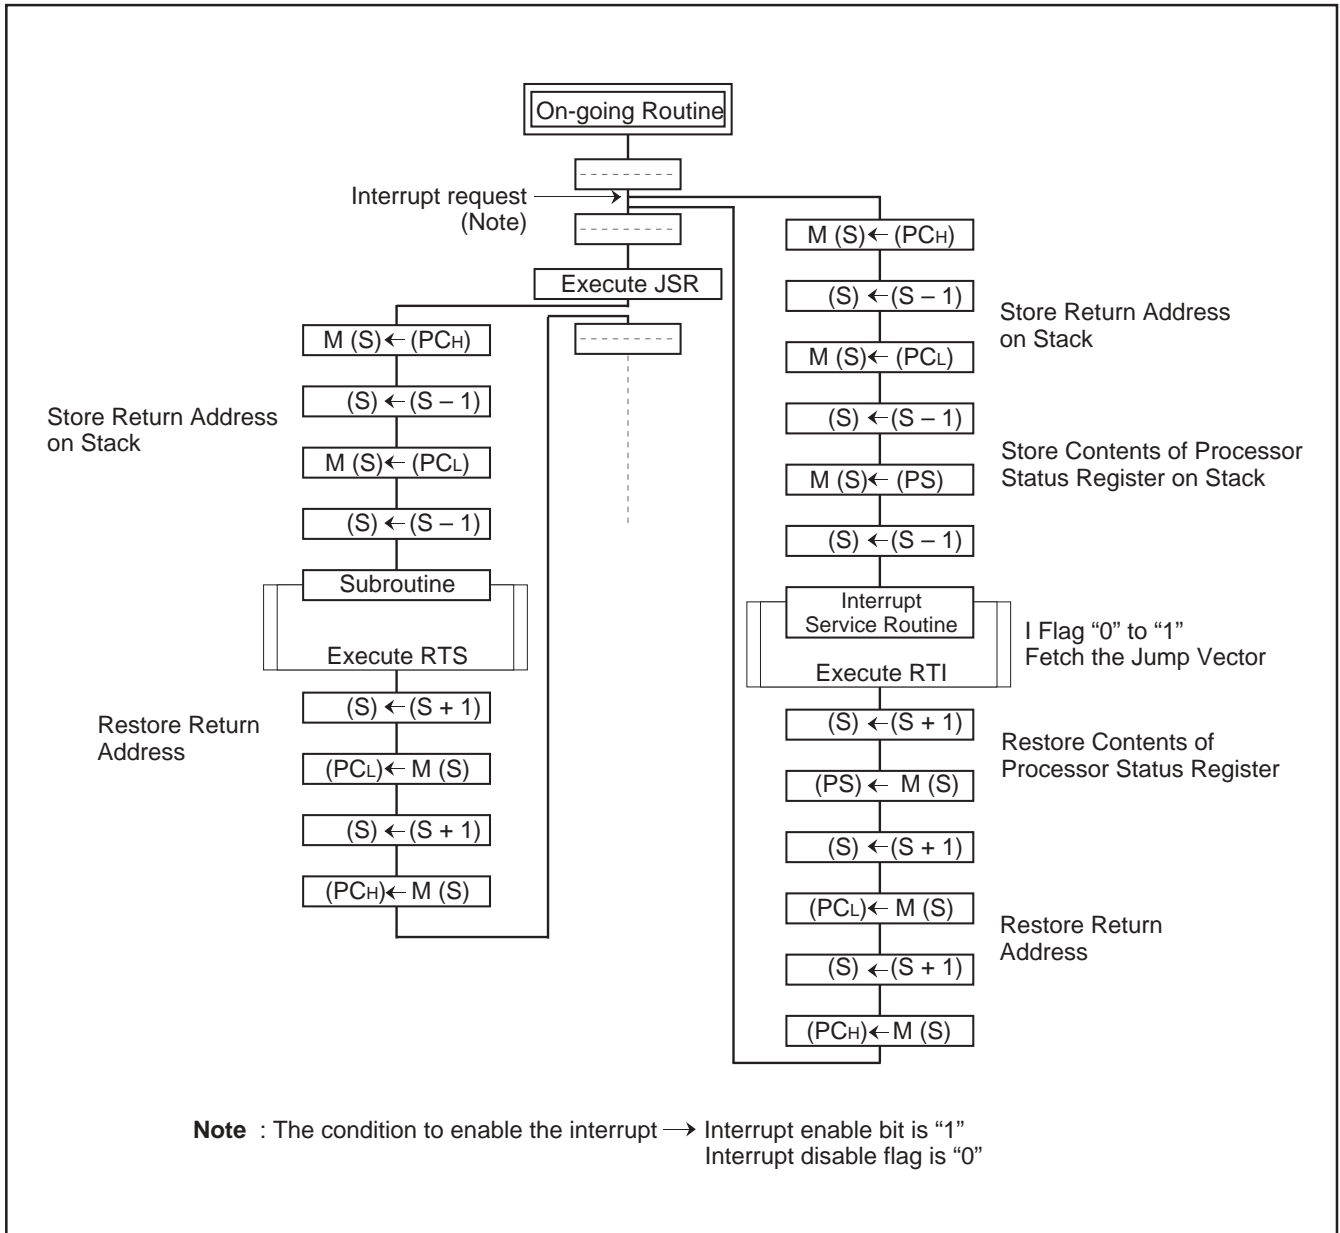 On-going Routine
Interrupt request
(Note)
Execute JSR
M (S) ← (PCH)
(S) ← (S – 1)
M (S) ← (PCL)
(S) ← (S – 1)
Store Return Address
on Stack
Subroutine
Execute RTS
(S) ← (S + 1)
(PCL) ← M (S)
(S) ← (S + 1)
(PCH) ← M (S)
Restore Return
Address
M (S) ← (PCH)
(S) ← (S – 1)
M (S) ← (PCL)
(S) ← (S – 1)
M (S) ← (PS)
(S) ← (S – 1)
Store Return Address
on Stack
Store Contents of Processor
Status Register on Stack
Interrupt
Service Routine
Execute RTI
I Flag “0” to “1”
Fetch the Jump Vector
(S) ← (S + 1)
(PS) ← M (S)
(S) ← (S + 1)
(PCL) ← M (S)
(S) ← (S + 1)
(PCH) ← M (S)
Restore Contents of
Processor Status Register
Restore Return
Address
Note : The condition to enable the interrupt → Interrupt enable bit is “1”
Interrupt disable flag is “0”